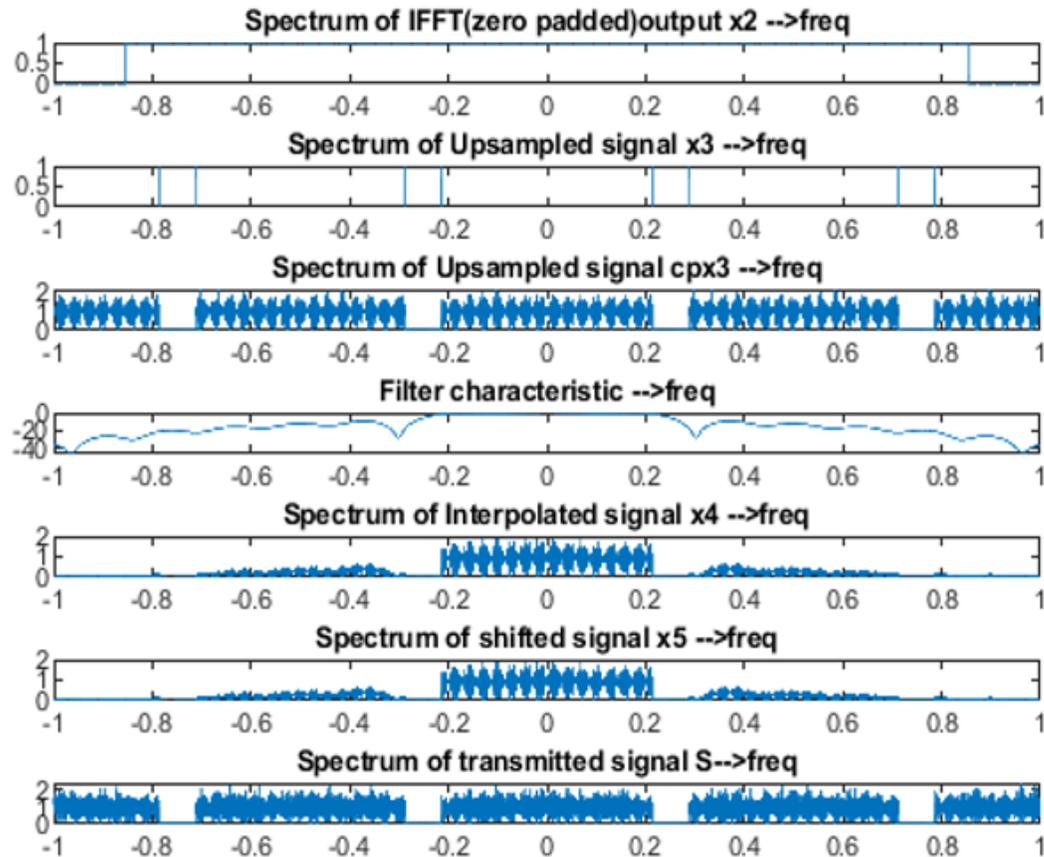 Spectrum of IFFT(zero padded)output x2 -->freq
1
0.5
0
-1 -0.8 -0.6 -0.4 -0.2 0 0.2 0.4 0.6 0.8 1
Spectrum of Upsampled signal x3 -->freq
1
0.5
0
-1 -0.8 -0.6 -0.4 -0.2 0 0.2 0.4 0.6 0.8 1
Spectrum of Upsampled signal cpx3 -->freq
2
1
0
-1 -0.8 -0.6 -0.4 -0.2 0 0.2 0.4 0.6 0.8 1
Filter characteristic -->freq
0
-20
-40
-1 -0.8 -0.6 -0.4 -0.2 0 0.2 0.4 0.6 0.8 1
Spectrum of Interpolated signal x4 -->freq
2
1
0
-1 -0.8 -0.6 -0.4 -0.2 0 0.2 0.4 0.6 0.8 1
Spectrum of shifted signal x5 -->freq
2
1
0
-1 -0.8 -0.6 -0.4 -0.2 0 0.2 0.4 0.6 0.8 1
Spectrum of transmitted signal S-->freq
2
1
0
-1 -0.8 -0.6 -0.4 -0.2 0 0.2 0.4 0.6 0.8 1